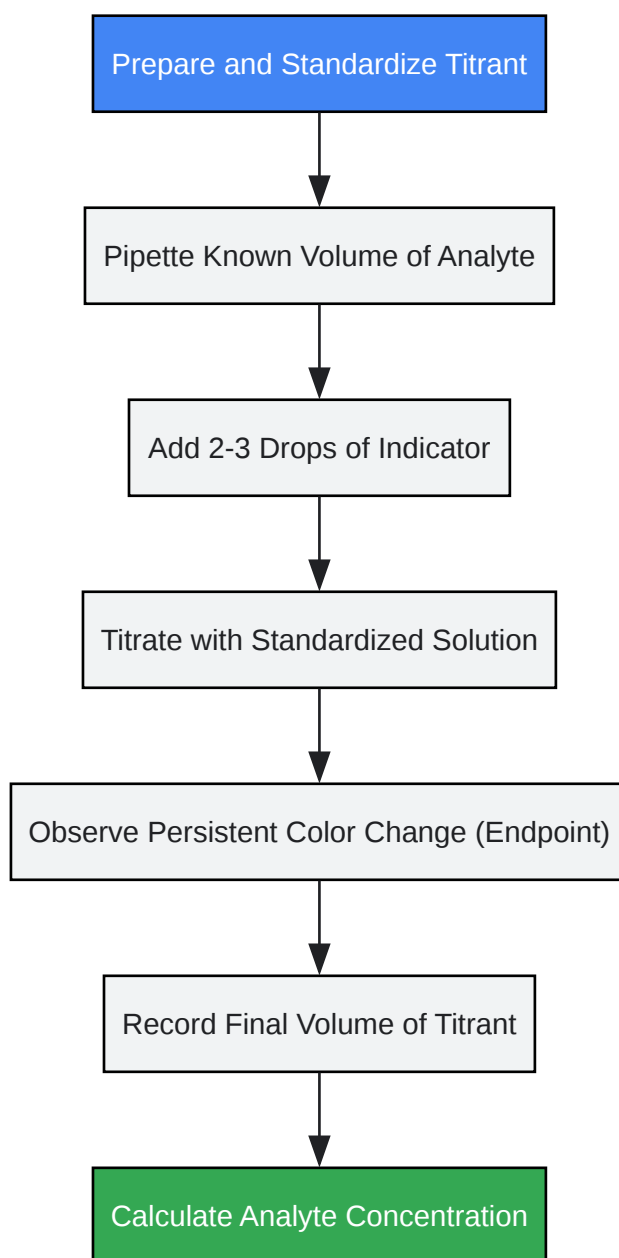 Prepare and Standardize Titrant
Pipette Known Volume of Analyte
Add 2-3 Drops of Indicator
Titrate with Standardized Solution
Observe Persistent Color Change (Endpoint)
Record Final Volume of Titrant
Calculate Analyte Concentration